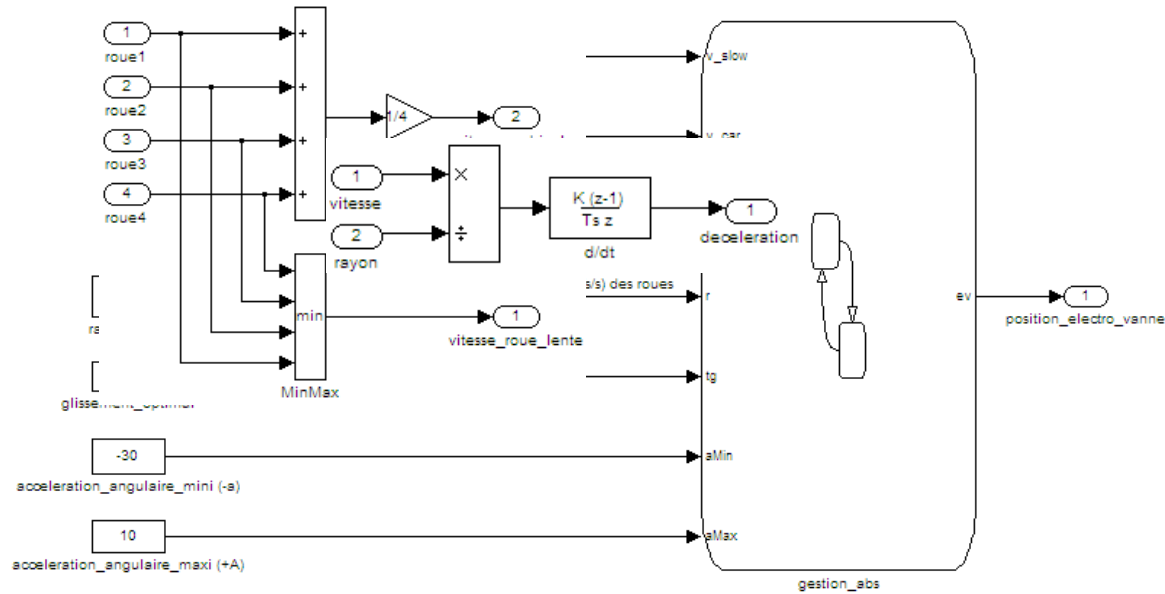 1
+
roue1
v_slow
2
+
roue2
1/4
2
3
+
roue3
1
×
vitesse
4
+
roue4
K (z-1)
Ts z
d/dt
1
deceleration
2
÷
rayon
s/s) des roues
r
ev
1
position_electro_vanne
min
1
vitesse_roue_lente
MinMax
tg
-30
aMin
acceleration_angulaire_mini (-a)
10
aMax
acceleration_angulaire_maxi (+A)
gestion_abs